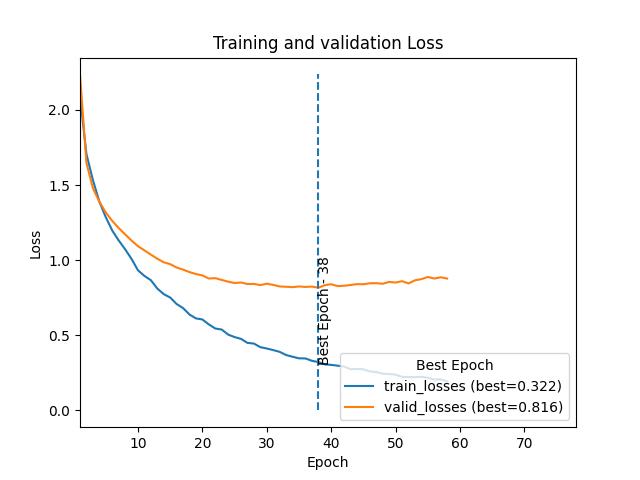 Training and validation Loss
Loss
2.0
1.5
1.0
0.5
0.0
Best Epoch - 38
Best Epoch
train_losses (best=0.322)
valid_losses (best=0.816)
10 20 30 40 50 60 70
Epoch